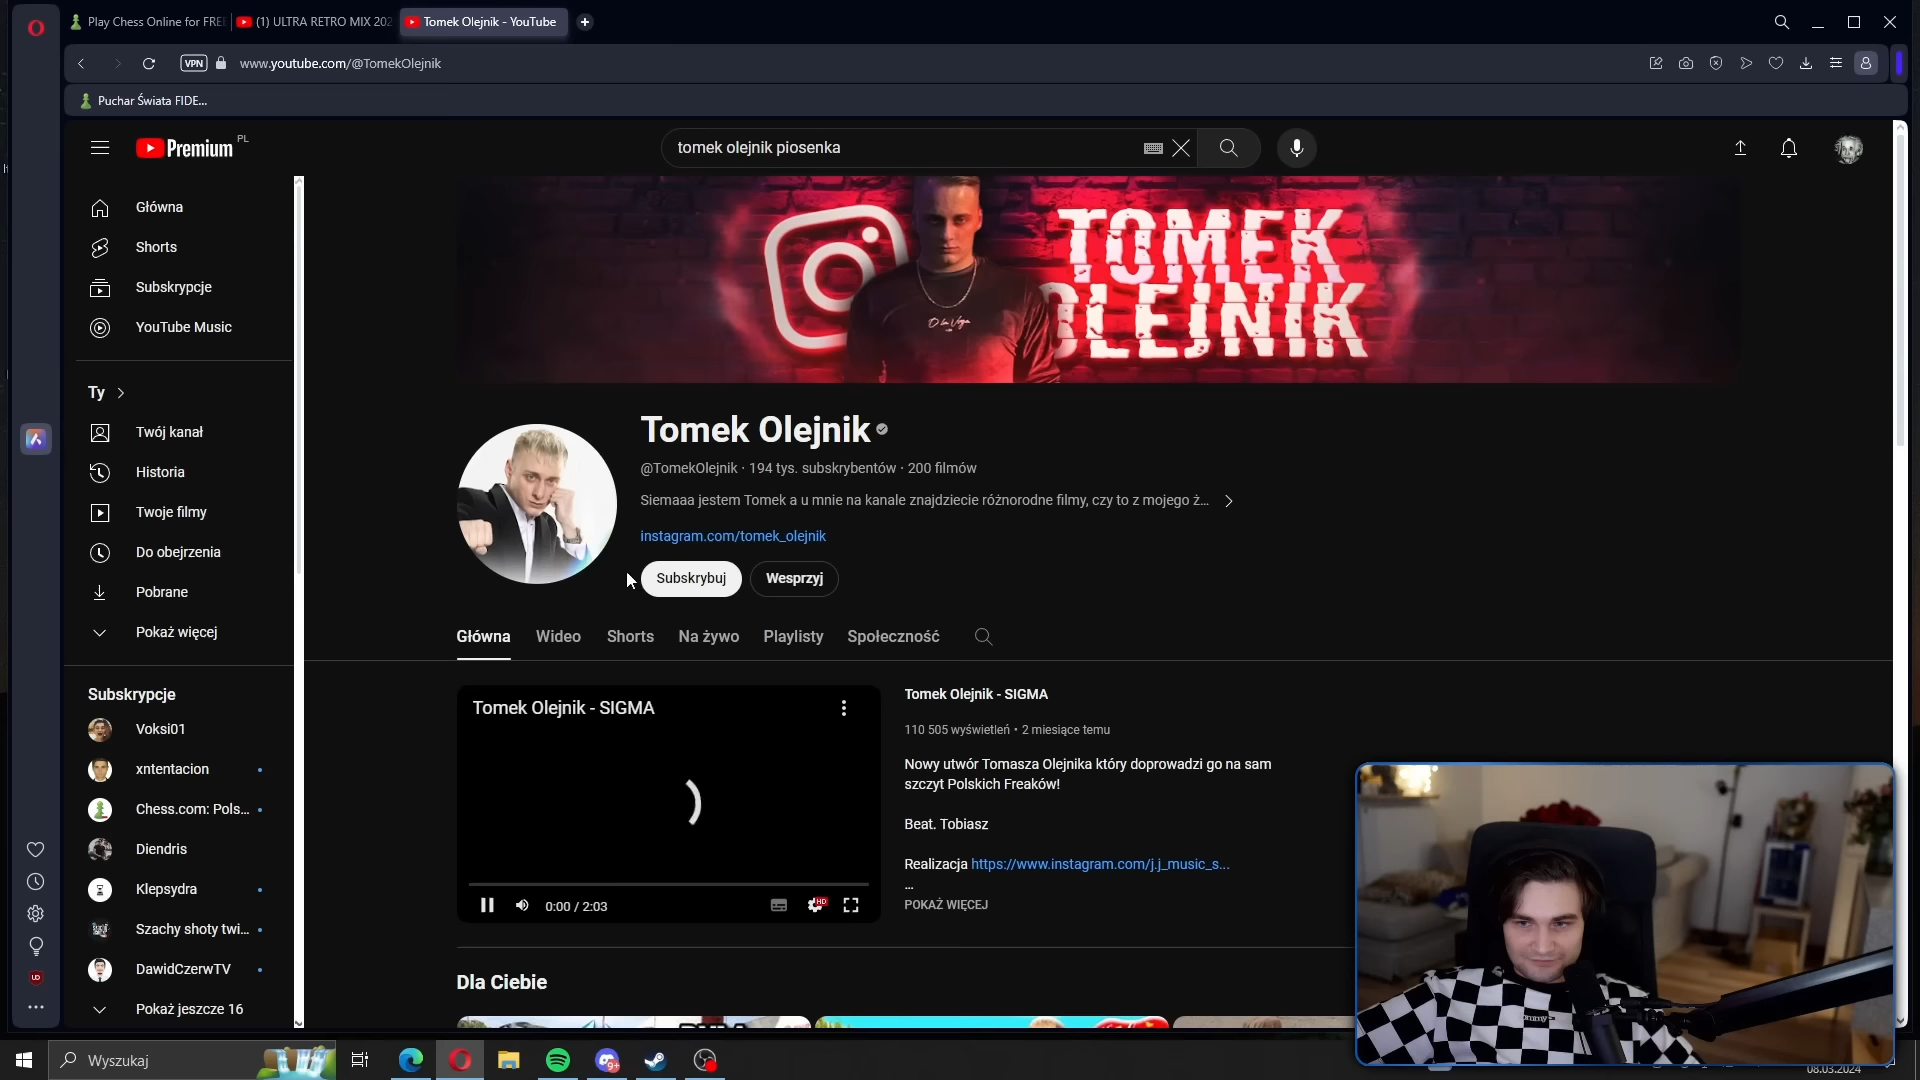 Play Chess Online for FRE
(1) ULTRA RETRO MIX 202
Tomek Olejnik - YouTube
VPN
www.youtube.com/@TomekOlejnik
Puchar Świata FIDE...
Premium PL
tomek olejnik piosenka
Główna
Shorts
Subskrypcje
YouTube Music
Ty
Twój kanał
Historia
Twoje filmy
Do obejrzenia
Pobrane
Pokaż więcej
Subskrypcje
Voksi01
xntentacion
Chess.com: Pols...
Diendris
Klepsydra
Szachy shoty twi...
DawidCzerwTV
Pokaż jeszcze 16
TOMEK
OLEJNIK
Tomek Olejnik
@TomekOlejnik · 194 tys. subskrybentów · 200 filmów
Siemaaa jestem Tomek a u mnie na kanale znajdziecie różnorodne filmy, czy to z mojego ż...
instagram.com/tomek_olejnik
Subskrybuj
Wesprzyj
Główna
Wideo
Shorts
Na żywo
Playlisty
Społeczność
Tomek Olejnik - SIGMA
0:00 / 2:03
HD
Tomek Olejnik - SIGMA
110 505 wyświetleń • 2 miesiące temu
Nowy utwór Tomasza Olejnika który doprowadzi go na sam
szczyt Polskich Freaków!
Beat. Tobiasz
Realizacja https://www.instagram.com/j.j_music_s...
...
POKAŻ WIĘCEJ
Dla Ciebie
Wyszukaj
9+
08.03.2024